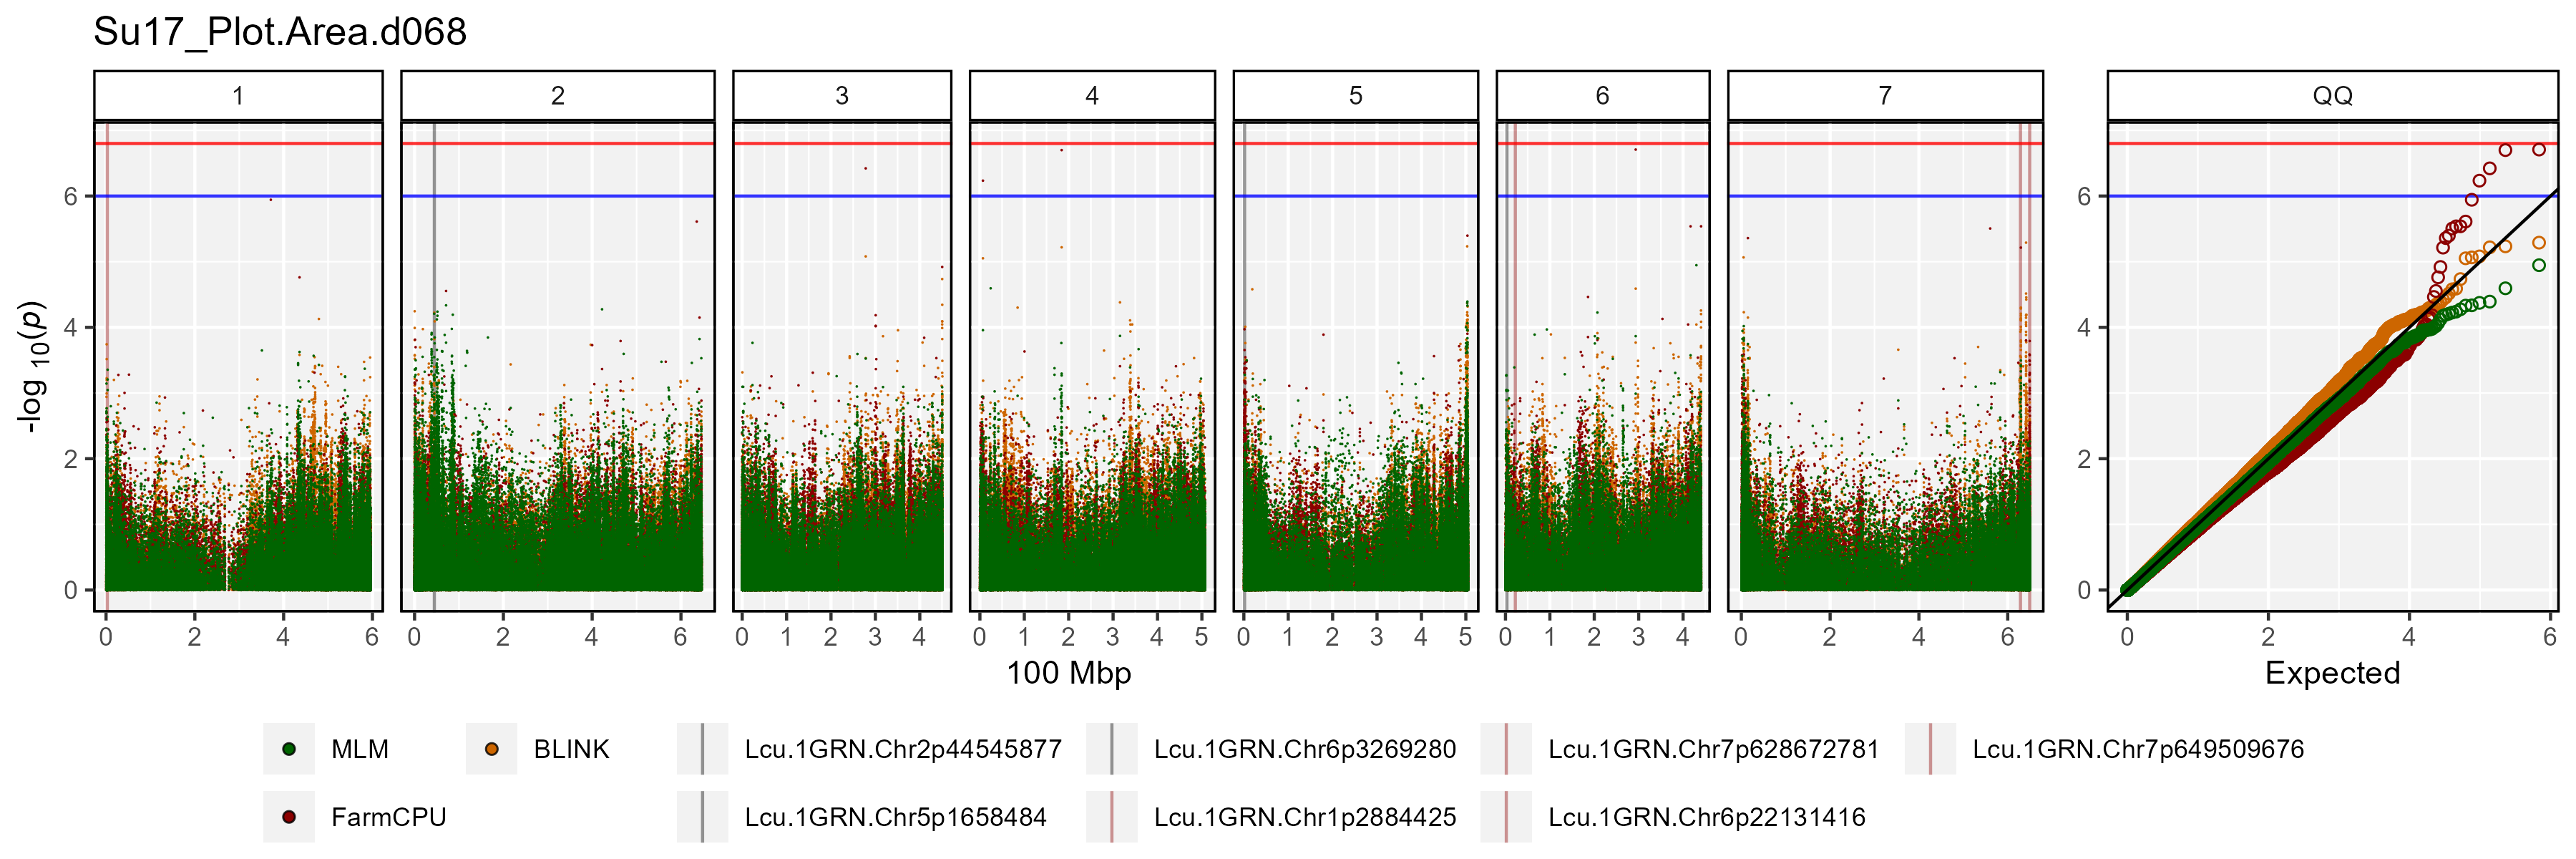 Su17_Plot.Area.d068
1 2 3 4 5 6 7 QQ
-log 10(p)
6
4
2
0
6
4
2
0
0 2 4 6 0 2 4 6 0 1 2 3 4 0 1 2 3 4 5 0 1 2 3 4 5 0 1 2 3 4 0 2 4 6 0 2 4 6
100 Mbp Expected
MLM BLINK Lcu.1GRN.Chr2p44545877 Lcu.1GRN.Chr6p3269280 Lcu.1GRN.Chr7p628672781 Lcu.1GRN.Chr7p649509676
FarmCPU Lcu.1GRN.Chr5p1658484 Lcu.1GRN.Chr1p2884425 Lcu.1GRN.Chr6p22131416